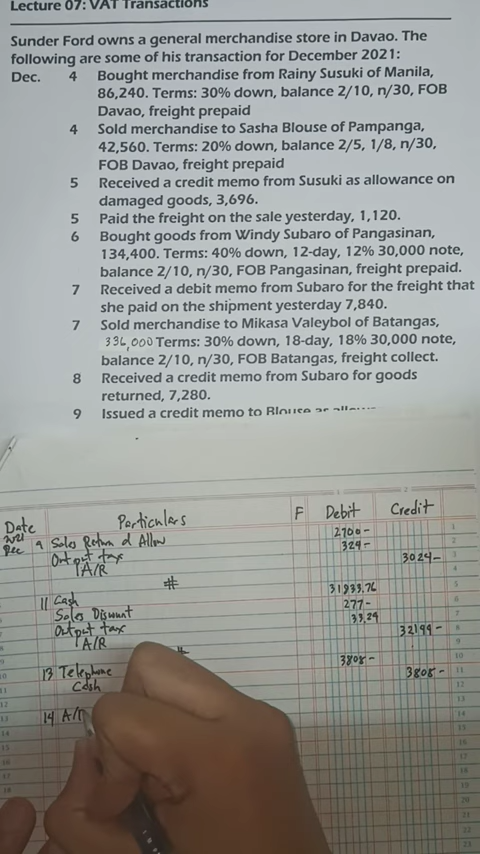 Lecture 07: VAT Transactions
Sunder Ford owns a general merchandise store in Davao. The
following are some of his transaction for December 2021:
Dec. 4 Bought merchandise from Rainy Susuki of Manila,
86,240. Terms: 30% down, balance 2/10, n/30, FOB
Davao, freight prepaid
4 Sold merchandise to Sasha Blouse of Pampanga,
42,560. Terms: 20% down, balance 2/5, 1/8, n/30,
FOB Davao, freight prepaid
5 Received a credit memo from Susuki as allowance on
damaged goods, 3,696.
5 Paid the freight on the sale yesterday, 1,120.
6 Bought goods from Windy Subaro of Pangasinan,
134,400. Terms: 40% down, 12-day, 12% 30,000 note,
balance 2/10, n/30, FOB Pangasinan, freight prepaid.
7 Received a debit memo from Subaro for the freight that
she paid on the shipment yesterday 7,840.
7 Sold merchandise to Mikasa Valeybol of Batangas,
336,000 Terms: 30% down, 18-day, 18% 30,000 note,
balance 2/10, n/30, FOB Batangas, freight collect.
8 Received a credit memo from Subaro for goods
returned, 7,280.
9 Issued a credit memo to Blouse as
Date Particulars F Debit Credit
2021
Dec 9 Sales Return & Allow 2700-
Output tax 324-
A/R 3024-
#
11 Cash 31933.76
Sales Discount 277-
Output tax 33.24
A/R 32199-
13 Telephone 3808-
Cash 3808-
14 A/